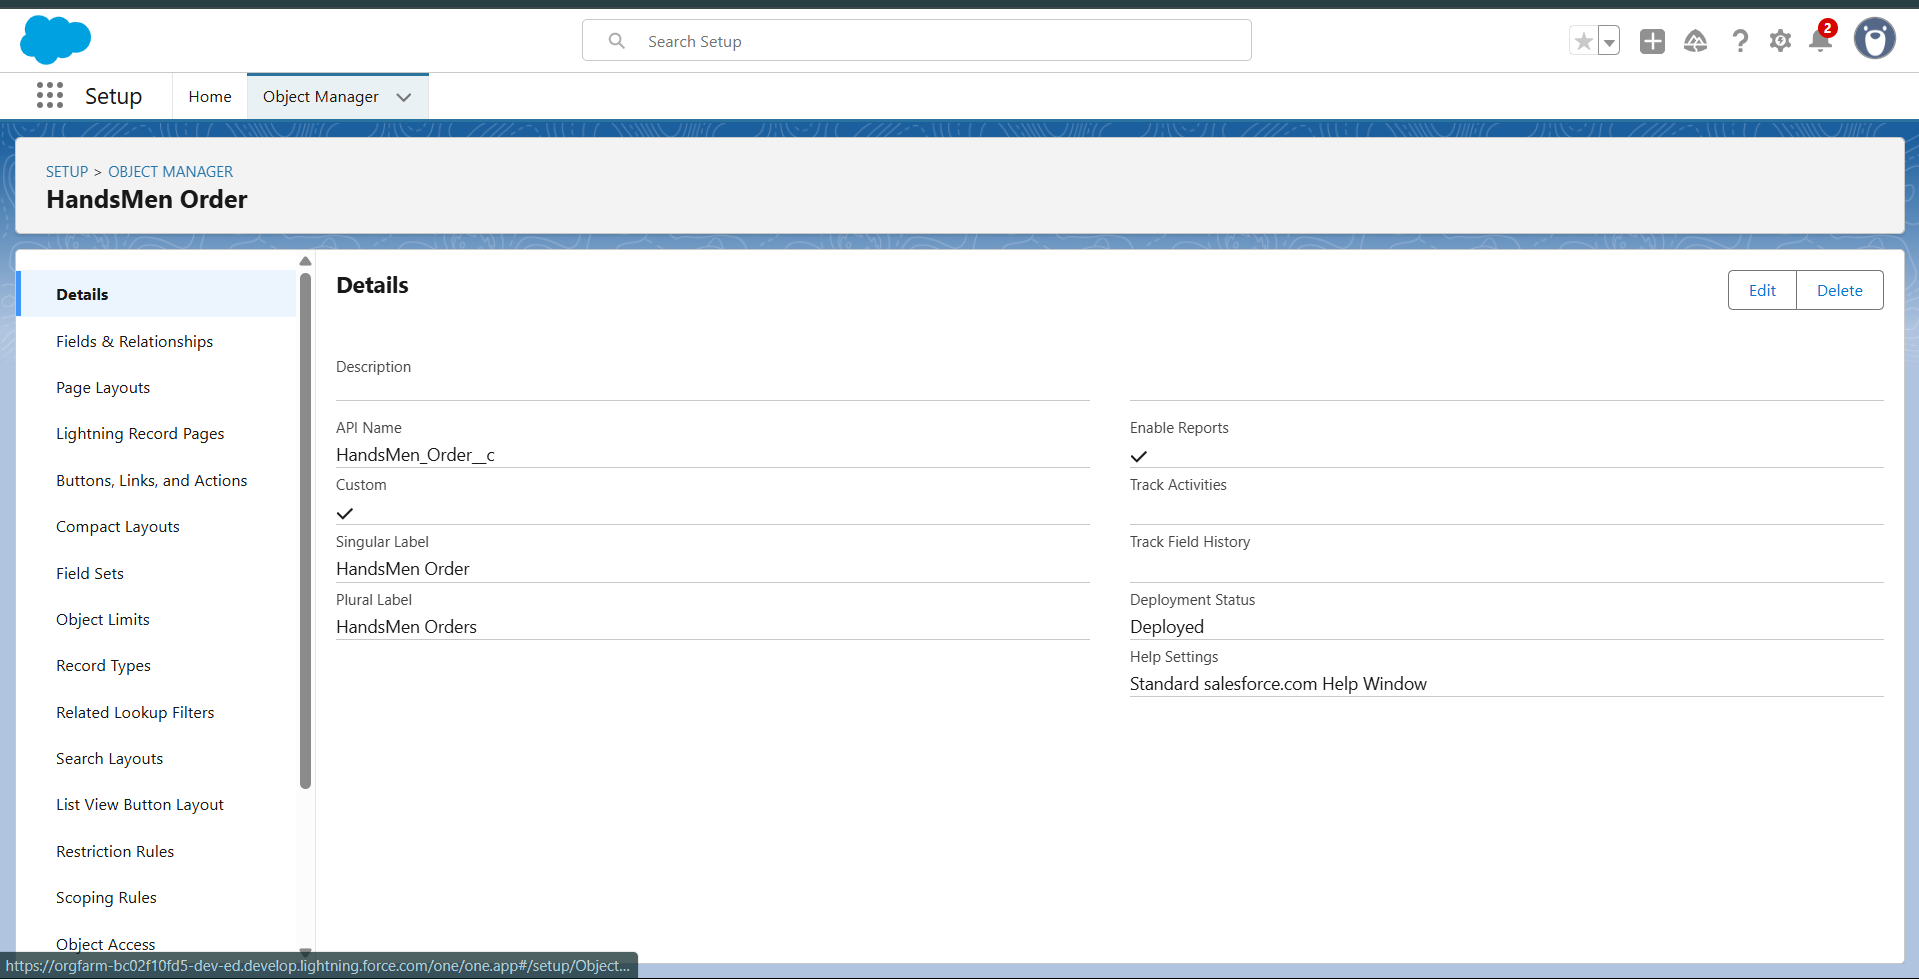 Search Setup
2
Setup
Home
Object Manager
SETUP > OBJECT MANAGER
HandsMen Order
Details
Fields & Relationships
Page Layouts
Lightning Record Pages
Buttons, Links, and Actions
Compact Layouts
Field Sets
Object Limits
Record Types
Related Lookup Filters
Search Layouts
List View Button Layout
Restriction Rules
Scoping Rules
Object Access
Details
Edit
Delete
Description
API Name
HandsMen_Order__c
Custom
Singular Label
HandsMen Order
Plural Label
HandsMen Orders
Enable Reports
Track Activities
Track Field History
Deployment Status
Deployed
Help Settings
Standard salesforce.com Help Window
https://orgfarm-bc02f10fd5-dev-ed.develop.lightning.force.com/one/one.app#/setup/Object...